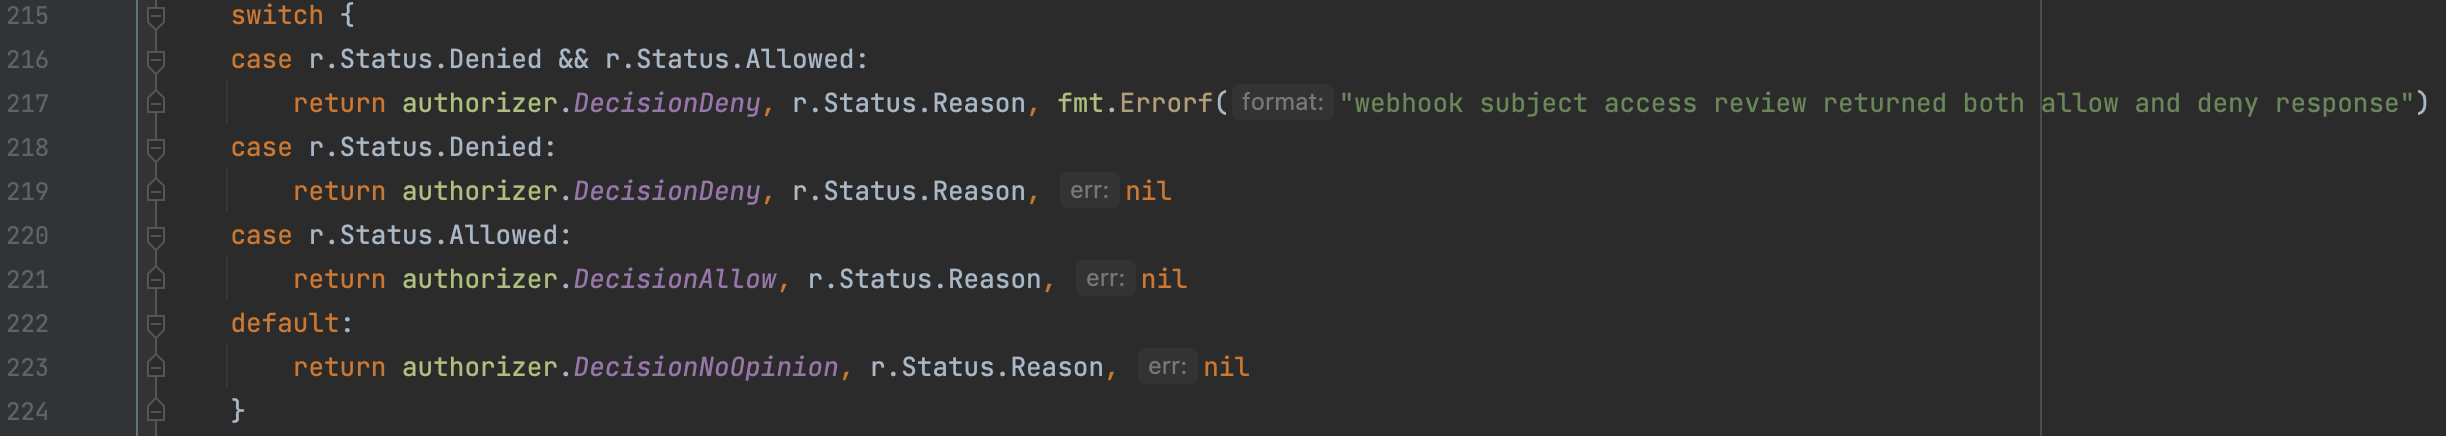 215 switch {
216 case r.Status.Denied && r.Status.Allowed:
217 return authorizer.DecisionDeny, r.Status.Reason, fmt.Errorf( format: "webhook subject access review returned both allow and deny response")
218 case r.Status.Denied:
219 return authorizer.DecisionDeny, r.Status.Reason, err: nil
220 case r.Status.Allowed:
221 return authorizer.DecisionAllow, r.Status.Reason, err: nil
222 default:
223 return authorizer.DecisionNoOpinion, r.Status.Reason, err: nil
224 }